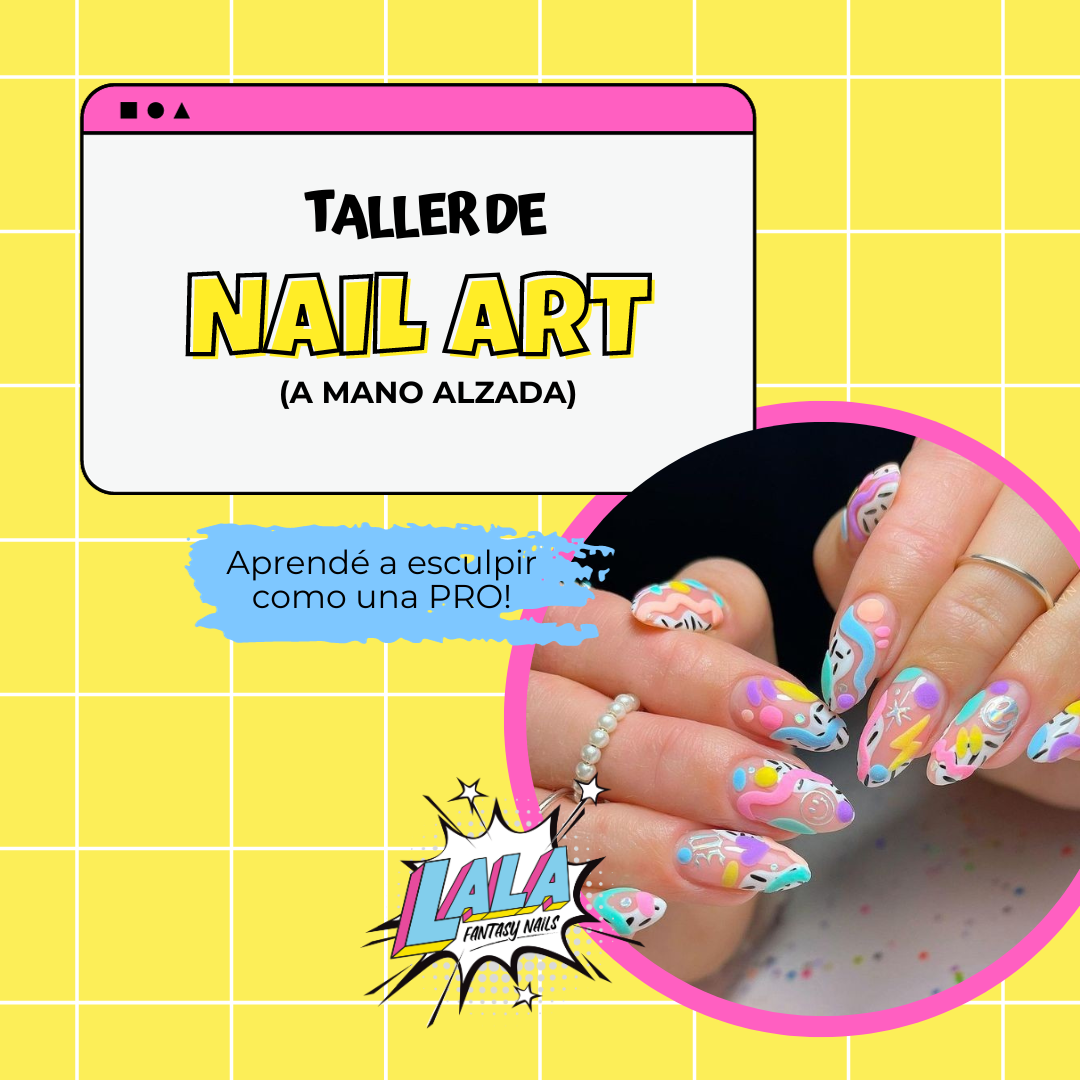 TALLER DE
NAIL ART
(A MANO ALZADA)
Aprendé a esculpir
como una PRO!
LALA
FANTASY NAILS